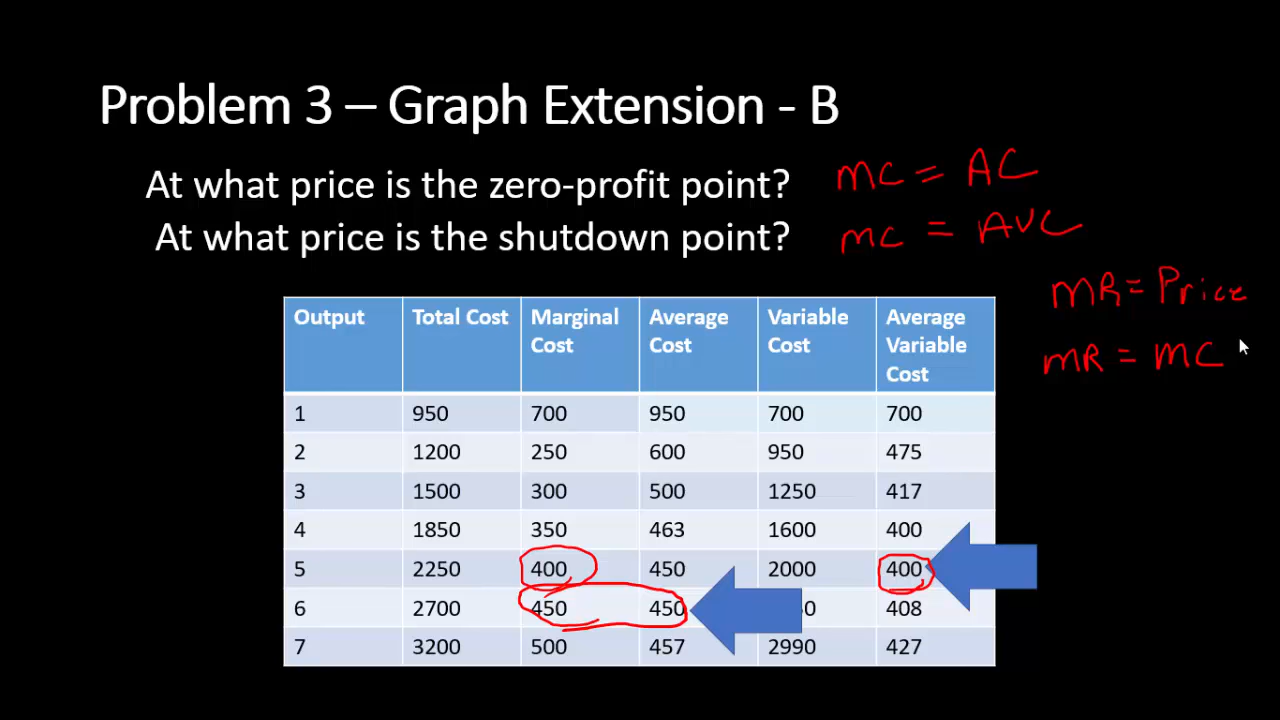 Problem 3 – Graph Extension - B
At what price is the zero-profit point? MC = AC
At what price is the shutdown point? MC = AVC
MR = Price
MR = MC
Output Total Cost Marginal Cost Average Cost Variable Cost Average Variable Cost
1 950 700 950 700 700
2 1200 250 600 950 475
3 1500 300 500 1250 417
4 1850 350 463 1600 400
5 2250 400 450 2000 400
6 2700 450 450 408
7 3200 500 457 2990 427